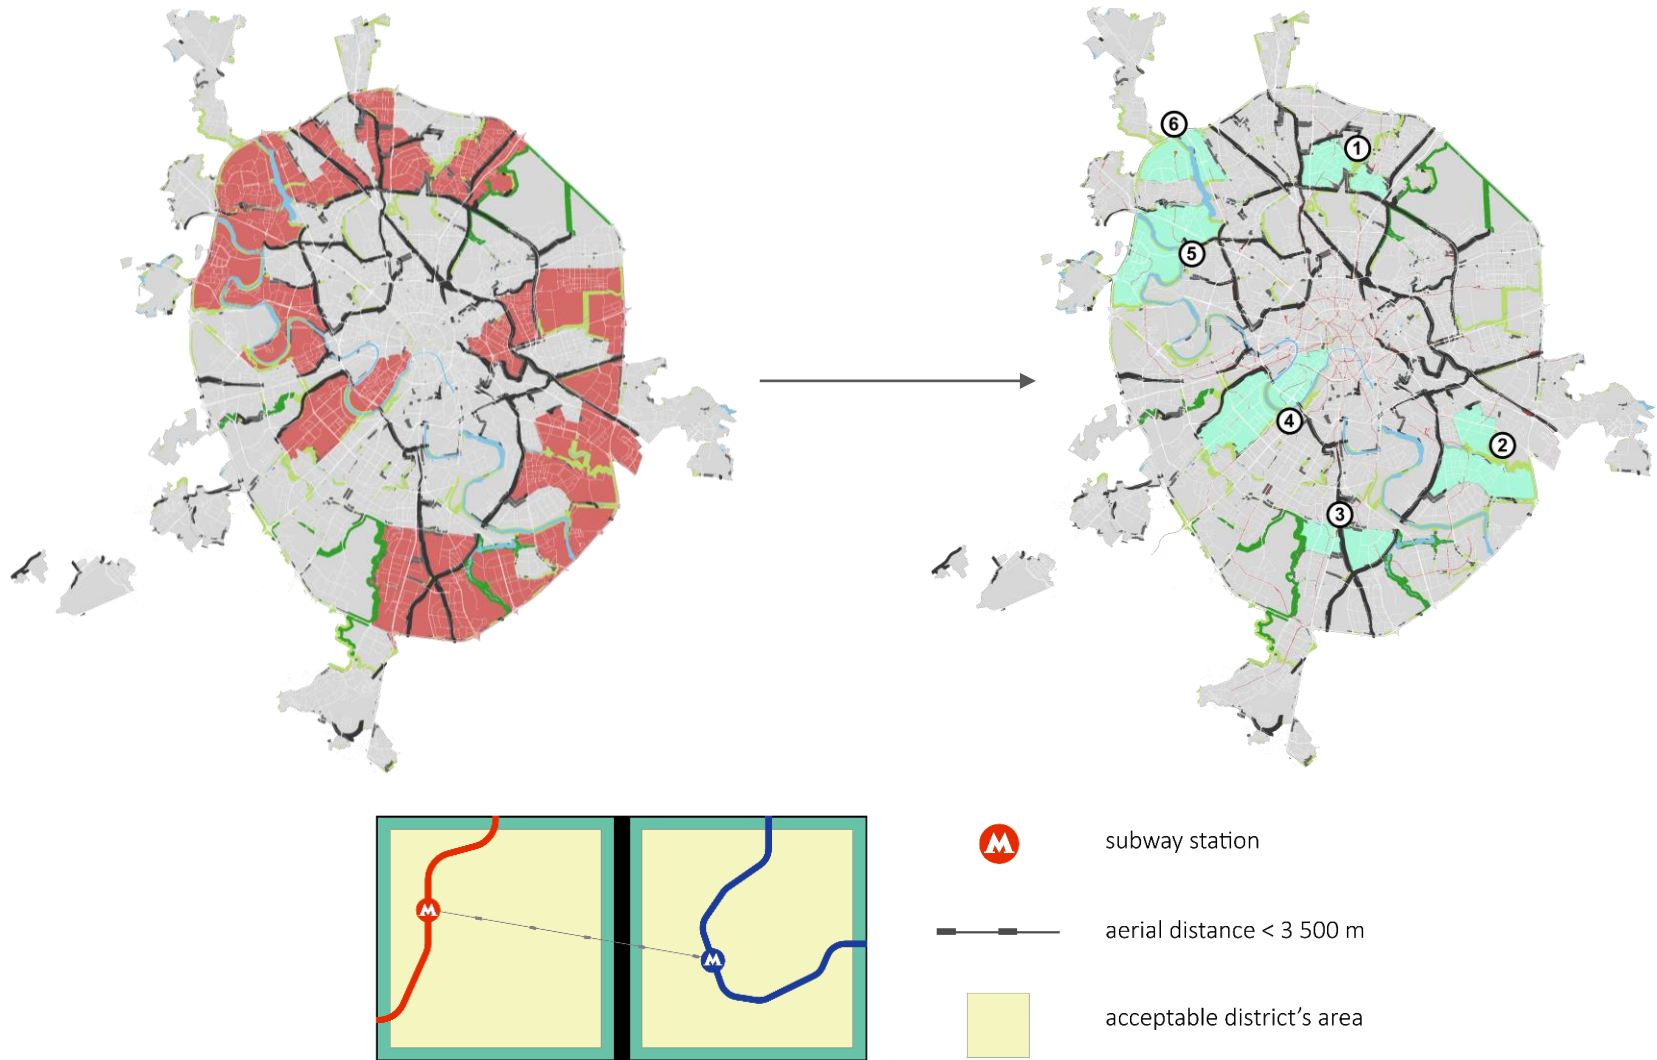 6
1
5
2
4
3
M
M
M
subway station
aerial distance < 3 500 m
acceptable district's area